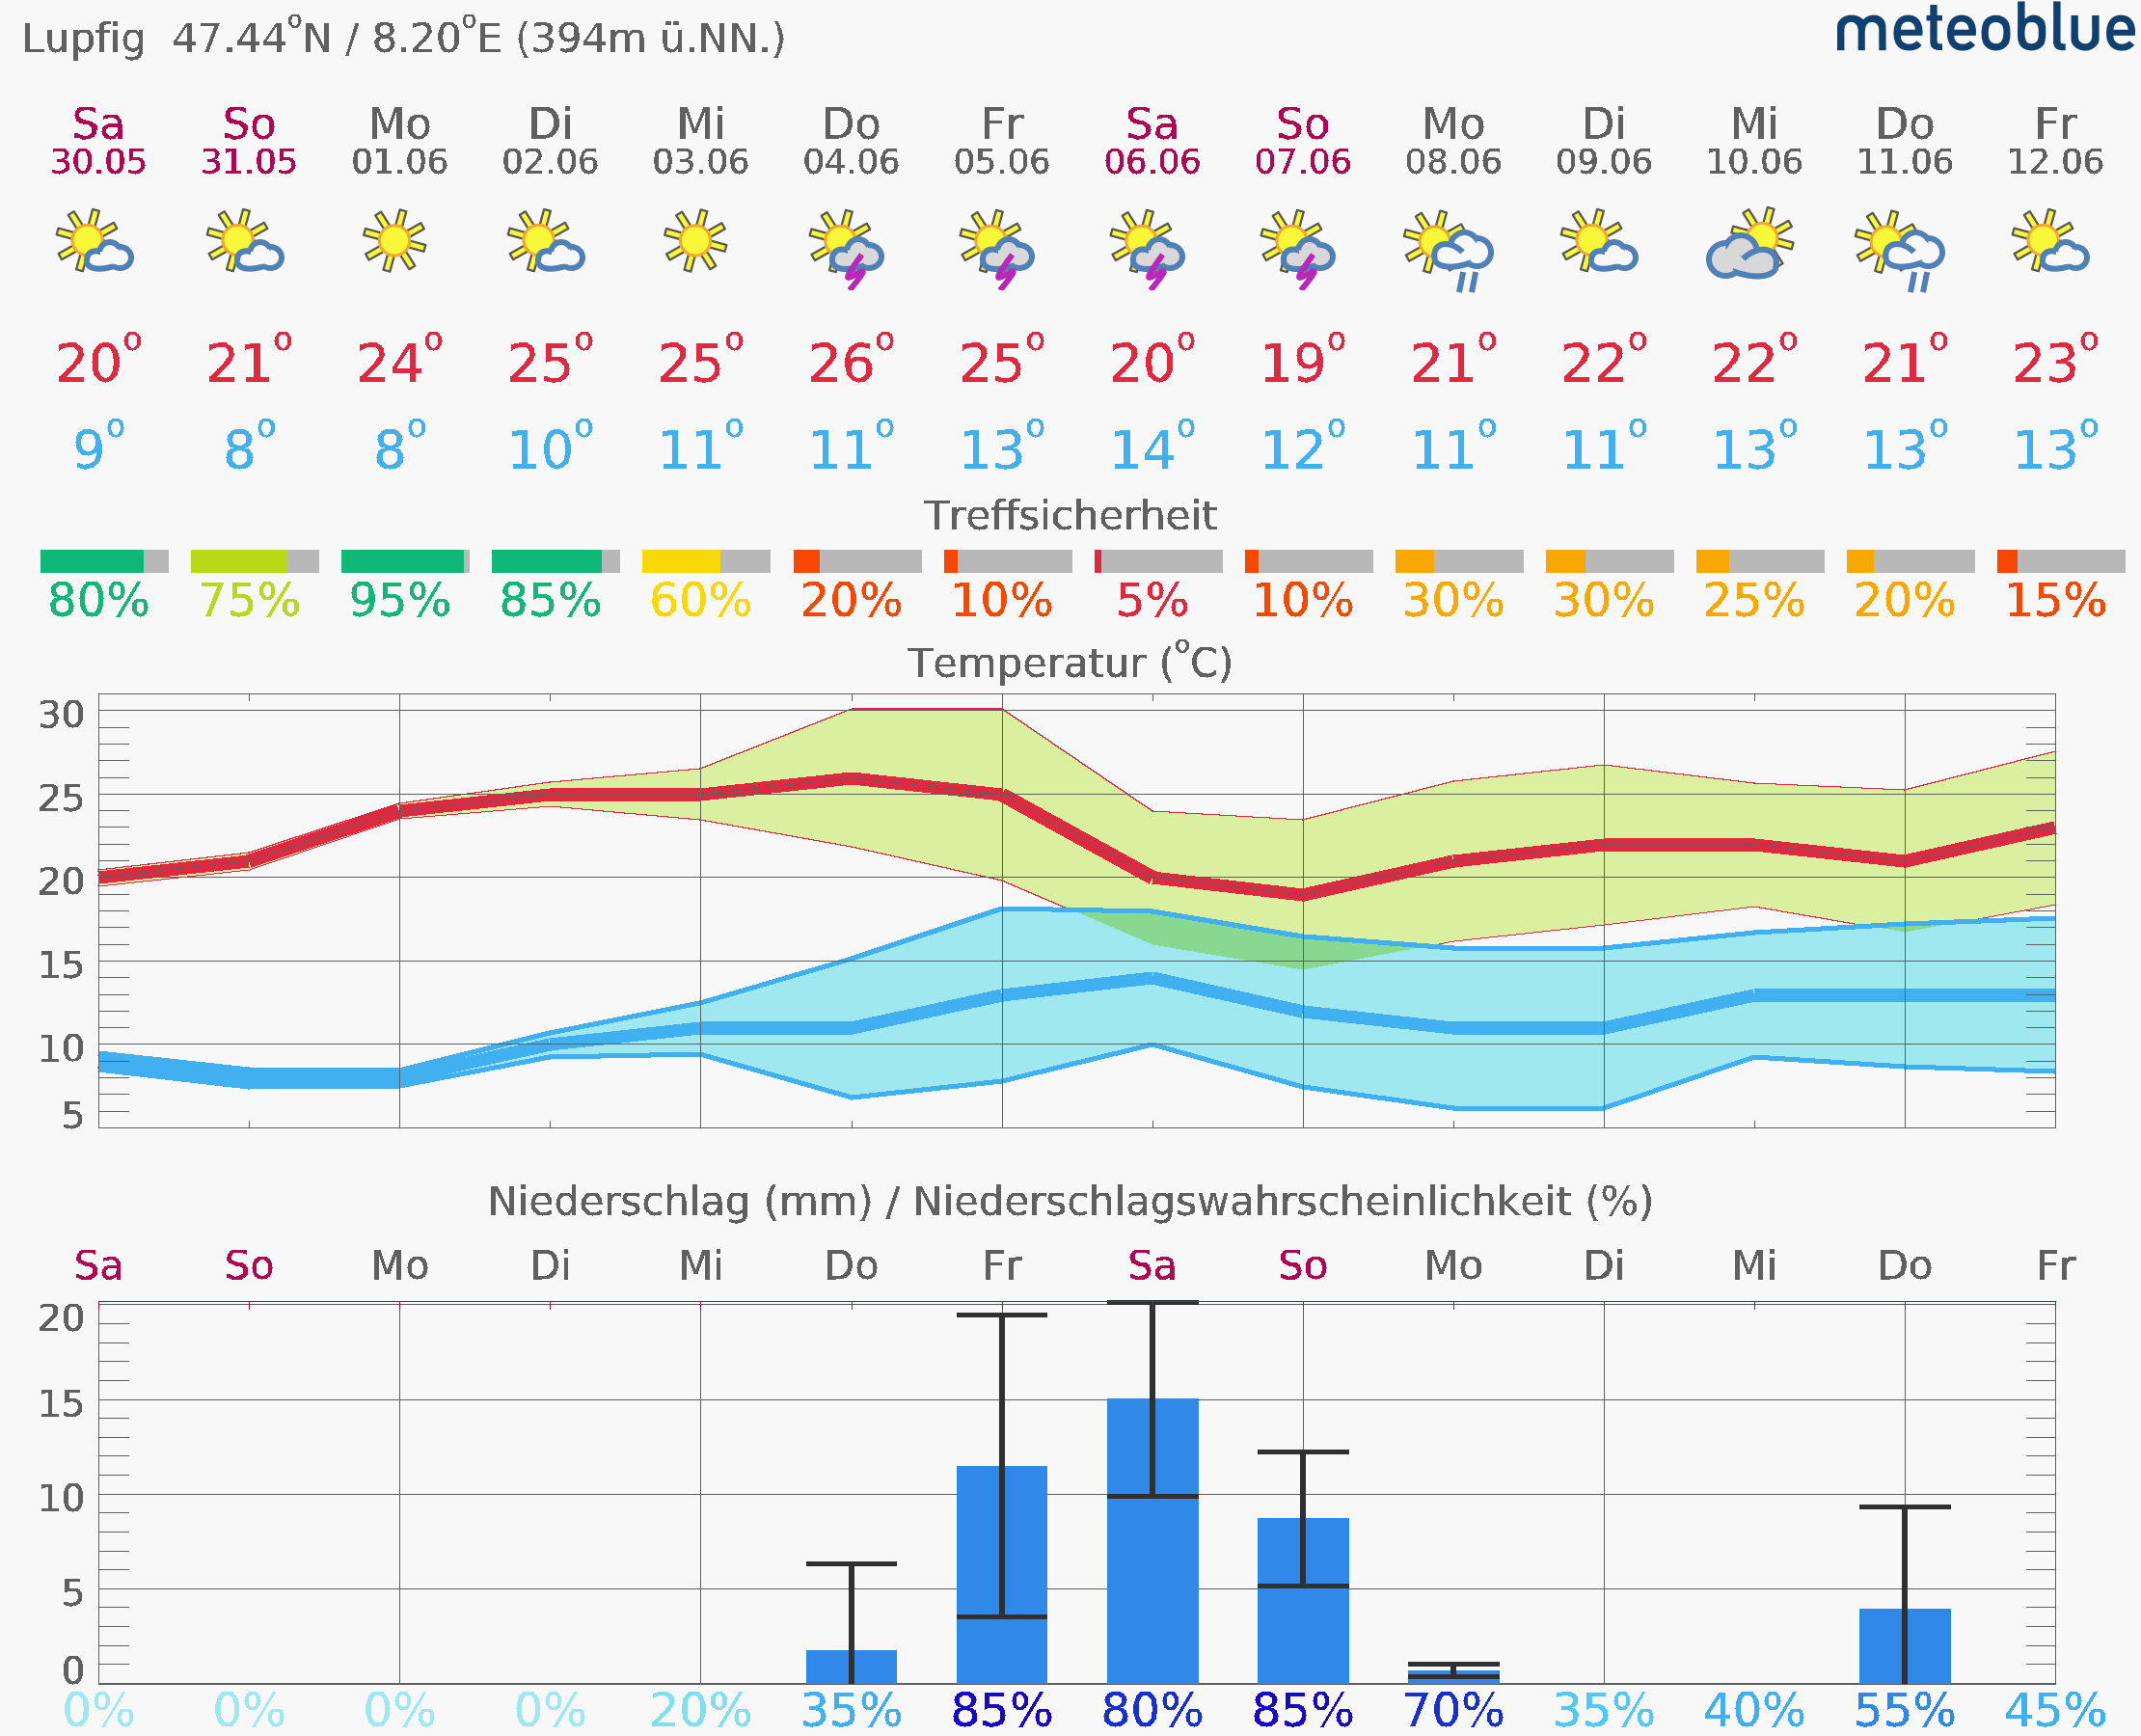 Lupfig 47.44°N / 8.20°E (394m ü.NN.)
meteoblue
Sa So Mo Di Mi Do Fr Sa So Mo Di Mi Do Fr
30.05 31.05 01.06 02.06 03.06 04.06 05.06 06.06 07.06 08.06 09.06 10.06 11.06 12.06
20° 21° 24° 25° 25° 26° 25° 20° 19° 21° 22° 22° 21° 23°
9° 8° 8° 10° 11° 11° 13° 14° 12° 11° 11° 13° 13° 13°
Treffsicherheit
80% 75% 95% 85% 60% 20% 10% 5% 10% 30% 30% 25% 20% 15%
Temperatur (°C)
30
25
20
15
10
5
Niederschlag (mm) / Niederschlagswahrscheinlichkeit (%)
Sa So Mo Di Mi Do Fr Sa So Mo Di Mi Do Fr
20
15
10
5
0
0% 0% 0% 0% 20% 35% 85% 80% 85% 70% 35% 40% 55% 45%